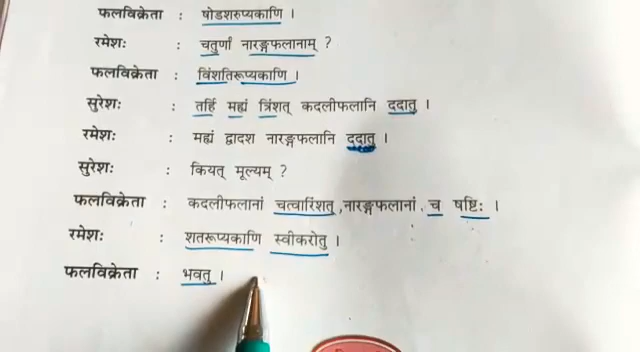 फलविक्रेता : षोडशरुप्यकाणि ।
रमेशः : चतुर्णां नारङ्गफलानाम् ?
फलविक्रेता : विंशतिरूप्यकाणि ।
सुरेशः : तर्हि मह्यं त्रिंशत् कदलीफलानि ददातु ।
रमेशः : मह्यं द्वादश नारङ्गफलानि ददातु ।
सुरेशः : कियत् मूल्यम् ?
फलविक्रेता : कदलीफलानां चत्वारिंशत् ,नारङ्गफलानां च षष्टिः ।
रमेशः : शतरूप्यकाणि स्वीकरोतु ।
फलविक्रेता : भवतु ।